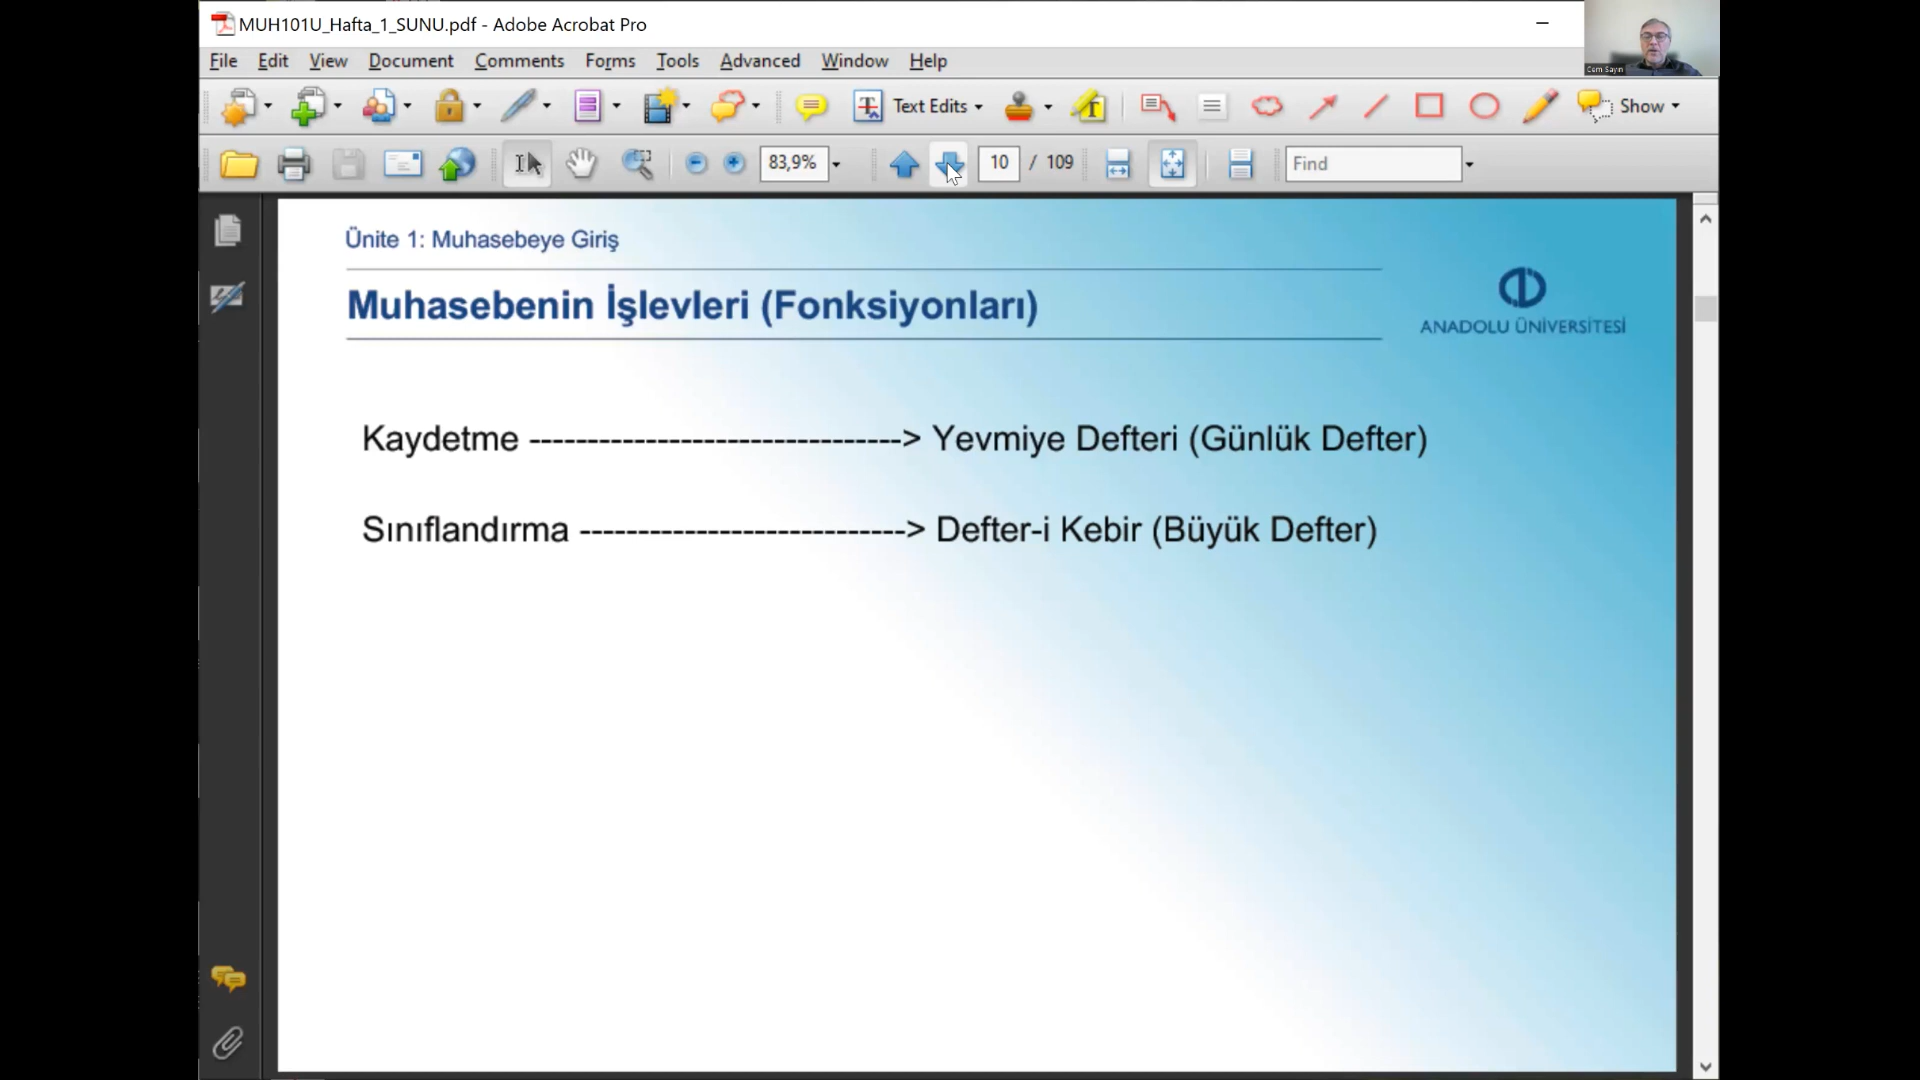 MUH101U_Hafta_1_SUNU.pdf - Adobe Acrobat Pro
File Edit View Document Comments Forms Tools Advanced Window Help
Cem Sayın
Text Edits
Show
83,9%
10 / 109
Find
Ünite 1: Muhasebeye Giriş
Muhasebenin İşlevleri (Fonksiyonları)
ANADOLU ÜNİVERSİTESİ
Kaydetme --------------------------------> Yevmiye Defteri (Günlük Defter)
Sınıflandırma ----------------------------> Defter-i Kebir (Büyük Defter)